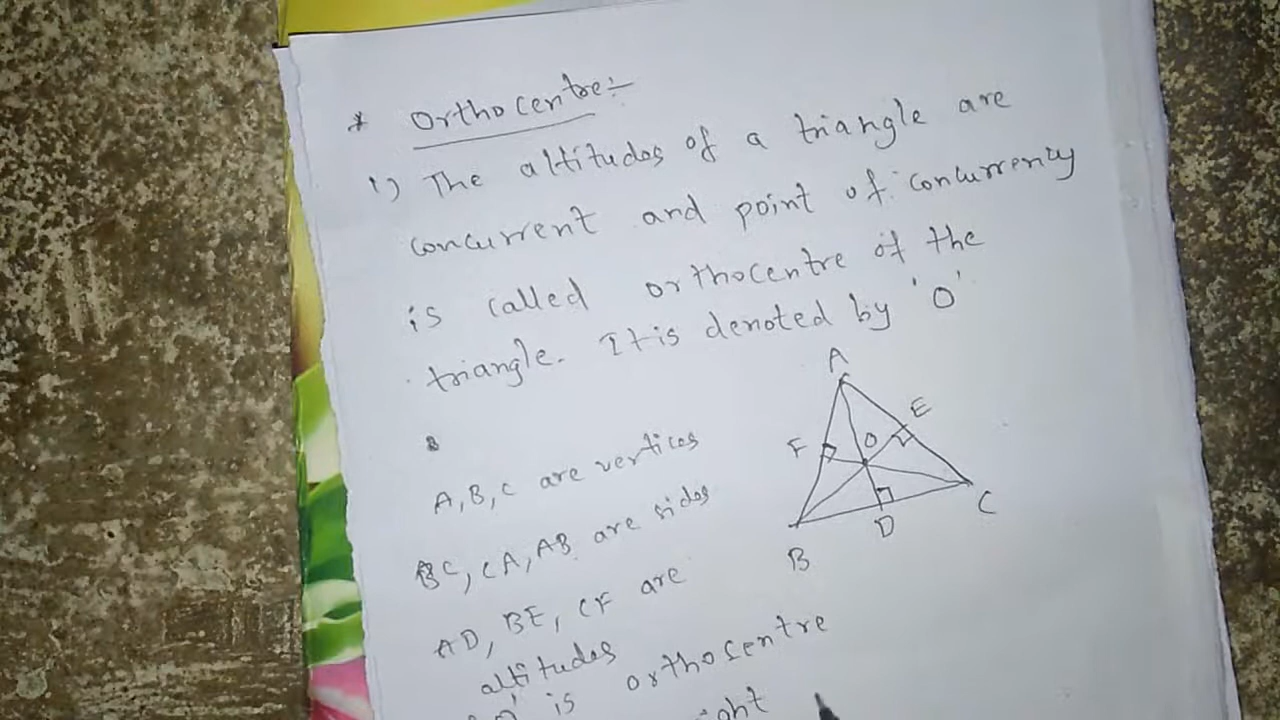 * Orthocentre:-
i) The altitudes of a triangle are
concurrent and point of concurrency
is called orthocentre of the
triangle. It is denoted by 'O'
A
E
F
O
A, B, C are vertices
C
D
BC, CA, AB are sides
B
AD, BE, CF are
altitudes
'O' is orthocentre